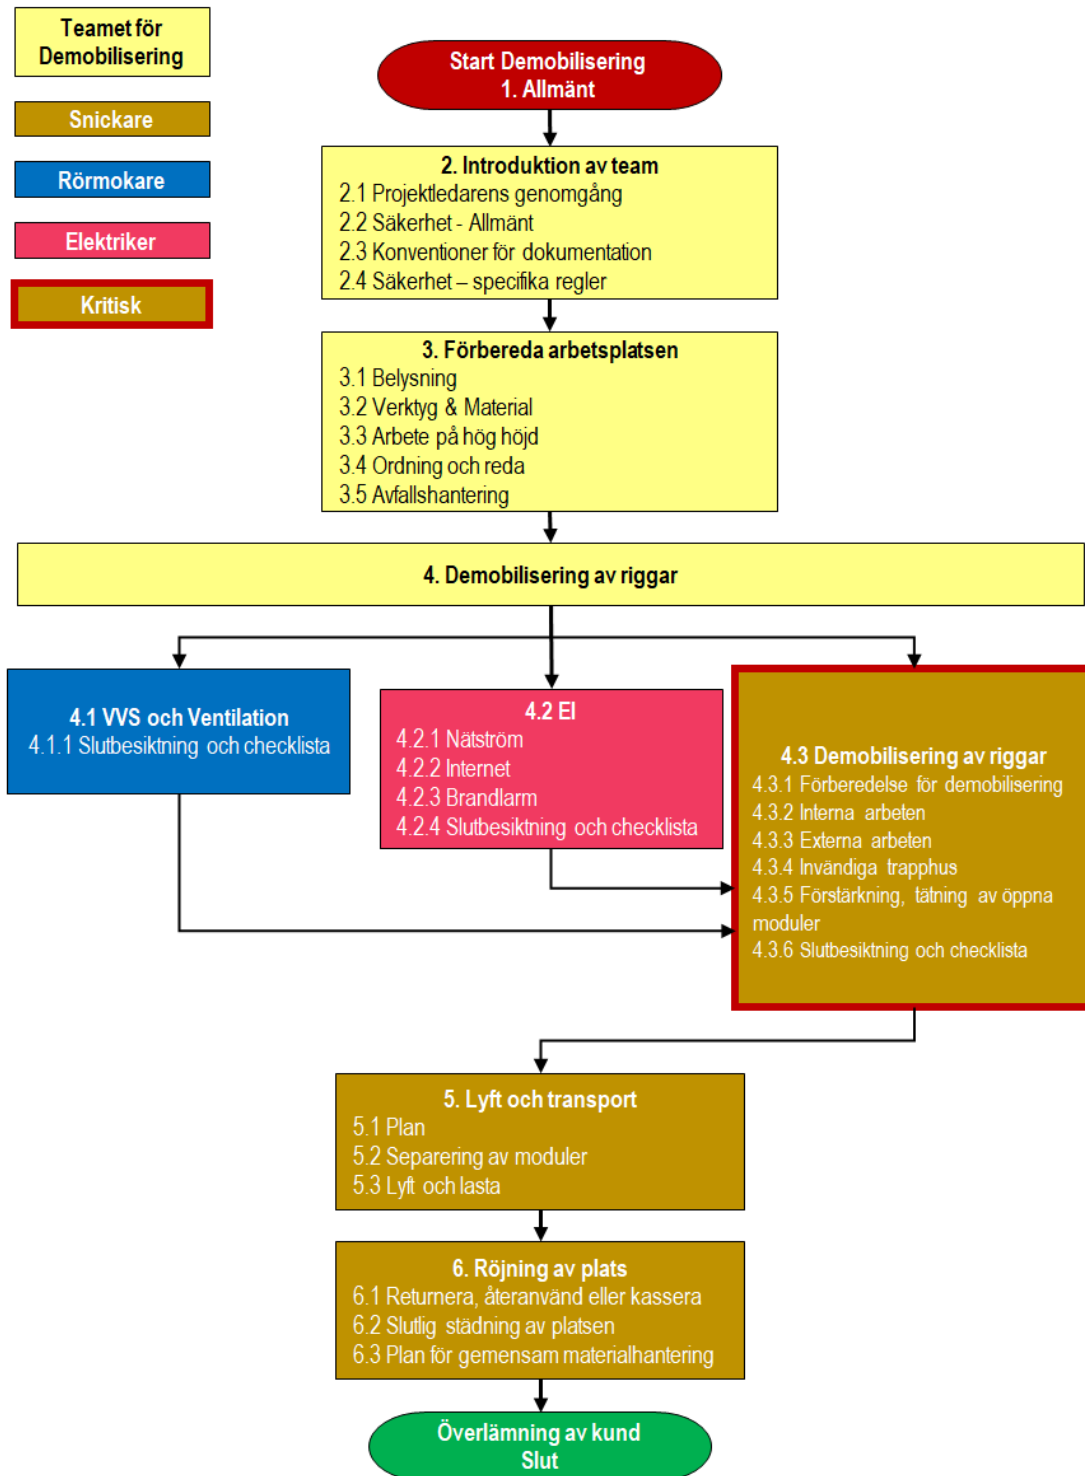 Teamet för
Demobilisering
Snickare
Rörmokare
Elektriker
Kritisk
Start Demobilisering
1. Allmänt
2. Introduktion av team
2.1 Projektledarens genomgång
2.2 Säkerhet - Allmänt
2.3 Konventioner för dokumentation
2.4 Säkerhet – specifika regler
3. Förbereda arbetsplatsen
3.1 Belysning
3.2 Verktyg & Material
3.3 Arbete på hög höjd
3.4 Ordning och reda
3.5 Avfallshantering
4. Demobilisering av riggar
4.1 VVS och Ventilation
4.1.1 Slutbesiktning och checklista
4.2 El
4.2.1 Nätström
4.2.2 Internet
4.2.3 Brandlarm
4.2.4 Slutbesiktning och checklista
4.3 Demobilisering av riggar
4.3.1 Förberedelse för demobilisering
4.3.2 Interna arbeten
4.3.3 Externa arbeten
4.3.4 Invändiga trapphus
4.3.5 Förstärkning, tätning av öppna
moduler
4.3.6 Slutbesiktning och checklista
5. Lyft och transport
5.1 Plan
5.2 Separering av moduler
5.3 Lyft och lasta
6. Röjning av plats
6.1 Returnera, återanvänd eller kassera
6.2 Slutlig städning av platsen
6.3 Plan för gemensam materialhantering
Överlämning av kund
Slut